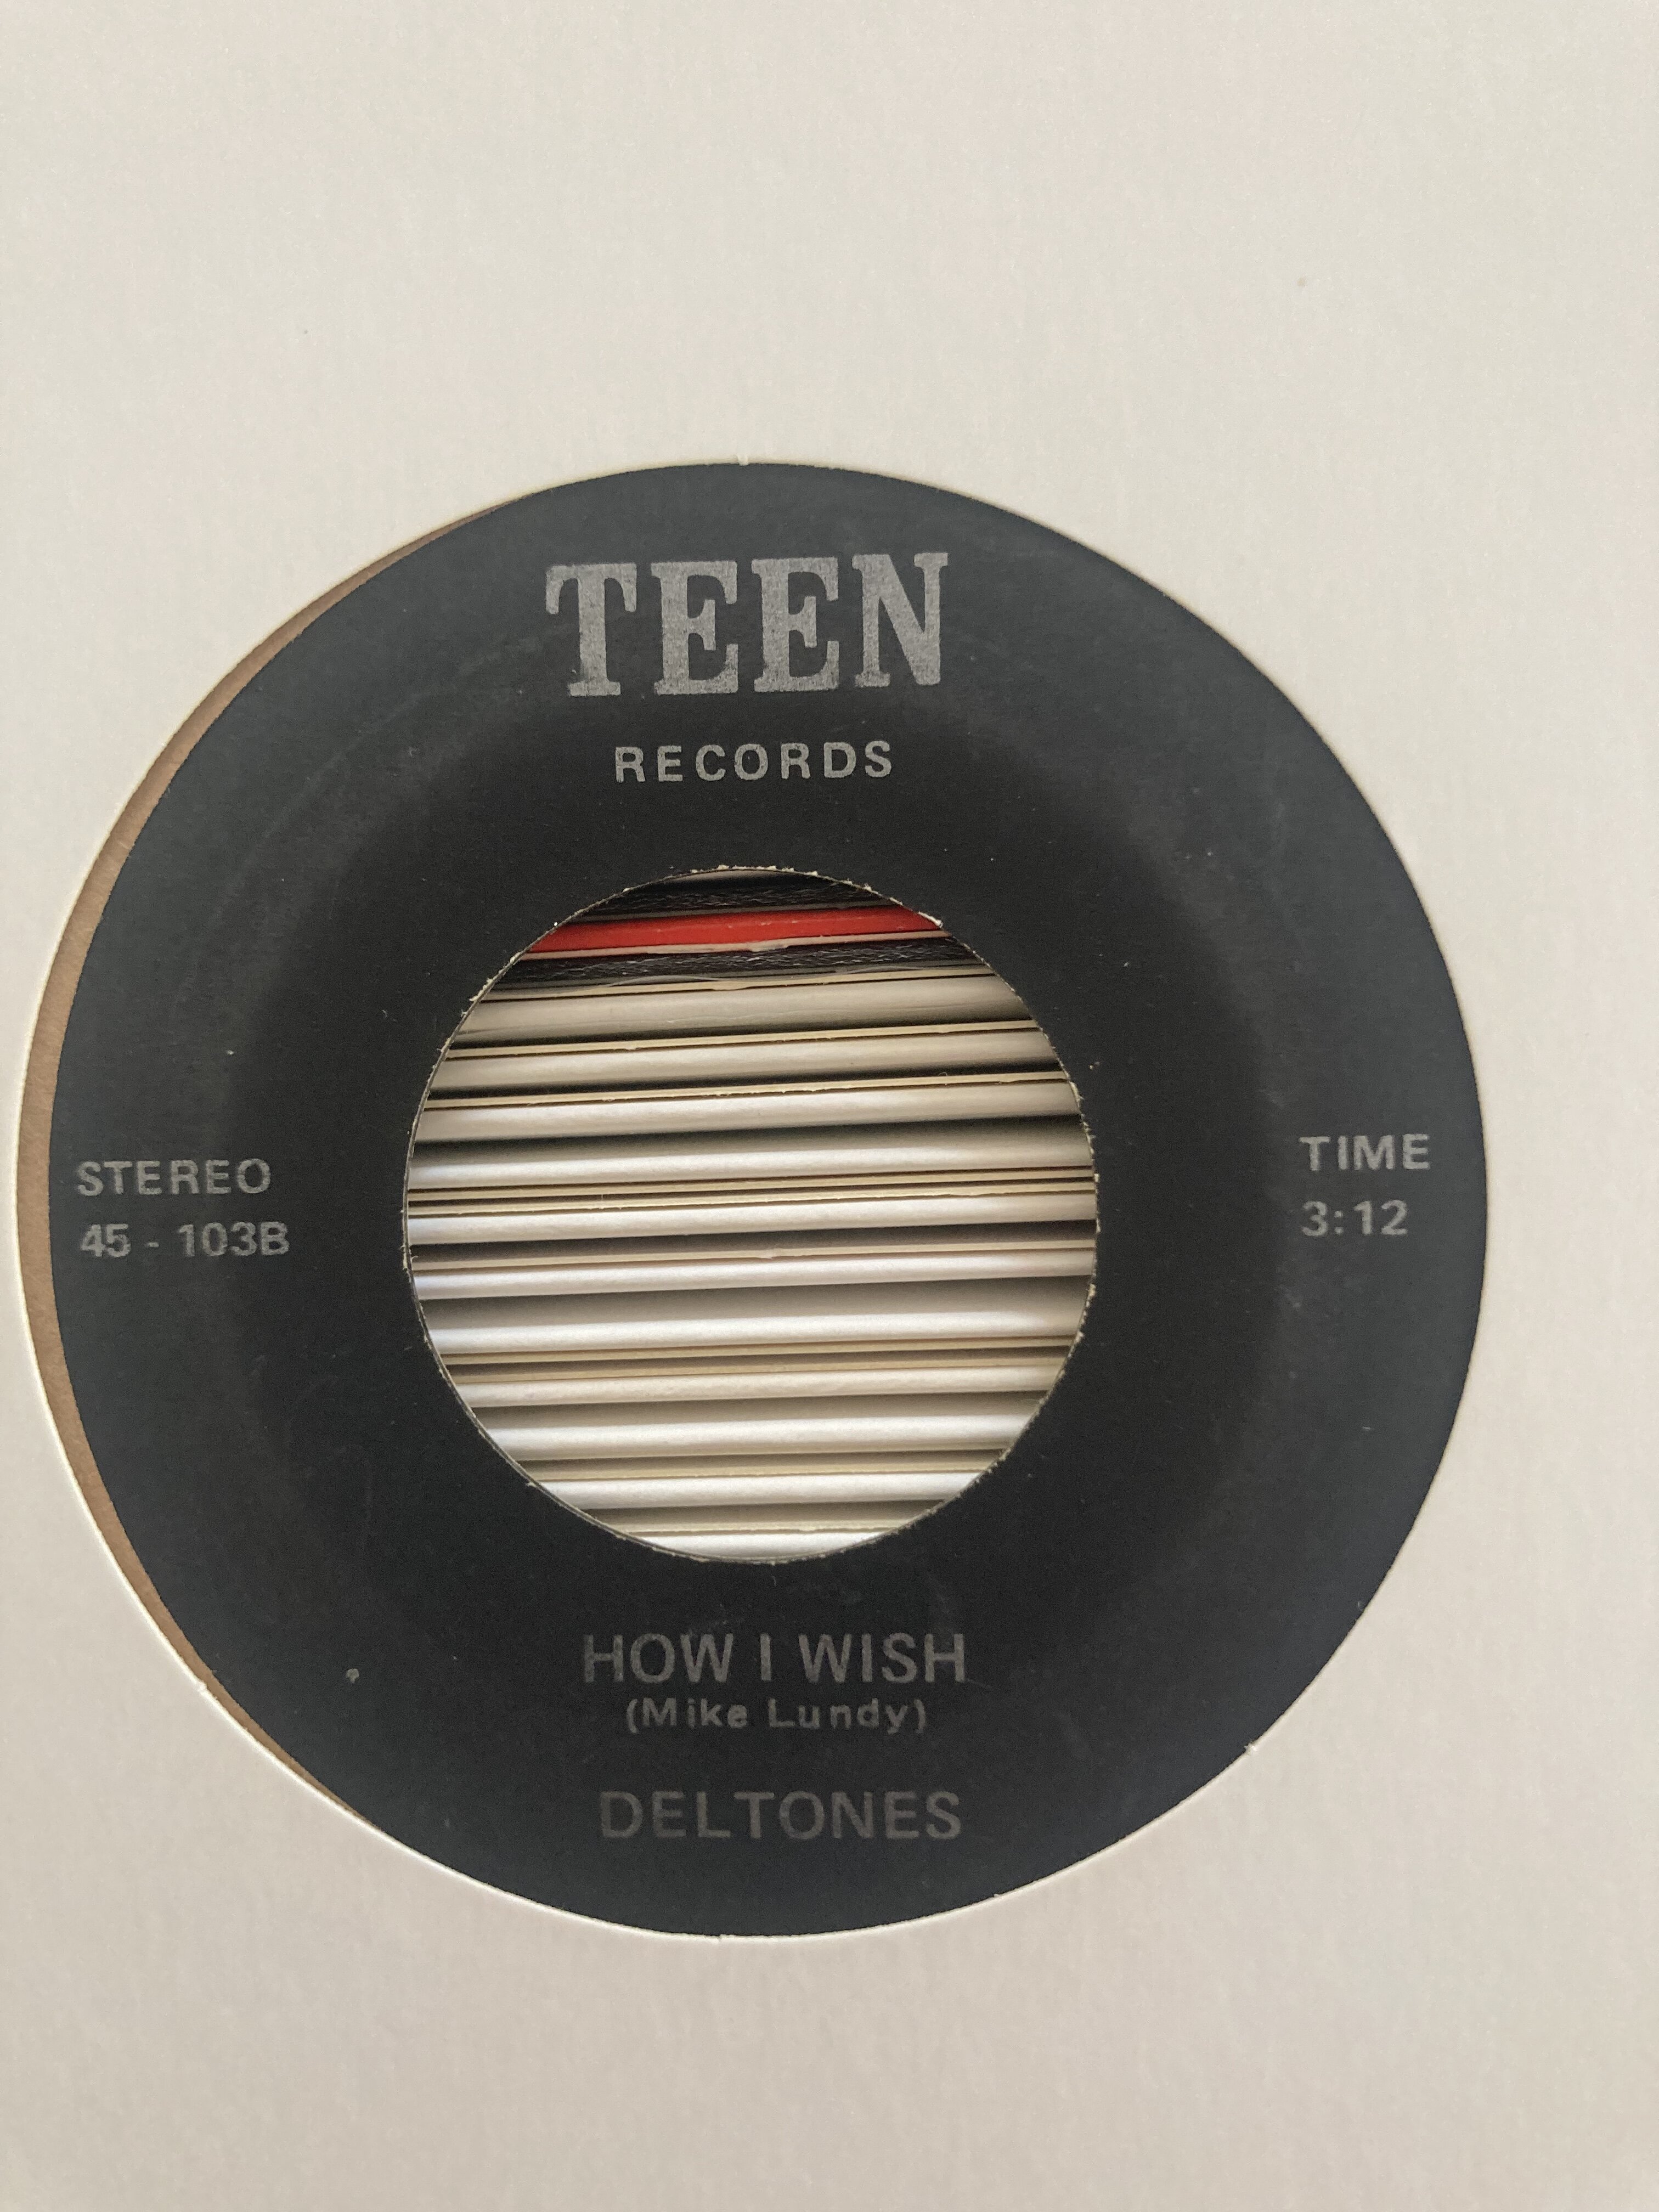 TEEN
RECORDS
STEREO
45 - 103B
TIME
3:12
HOW I WISH
(Mike Lundy)
DELTONES